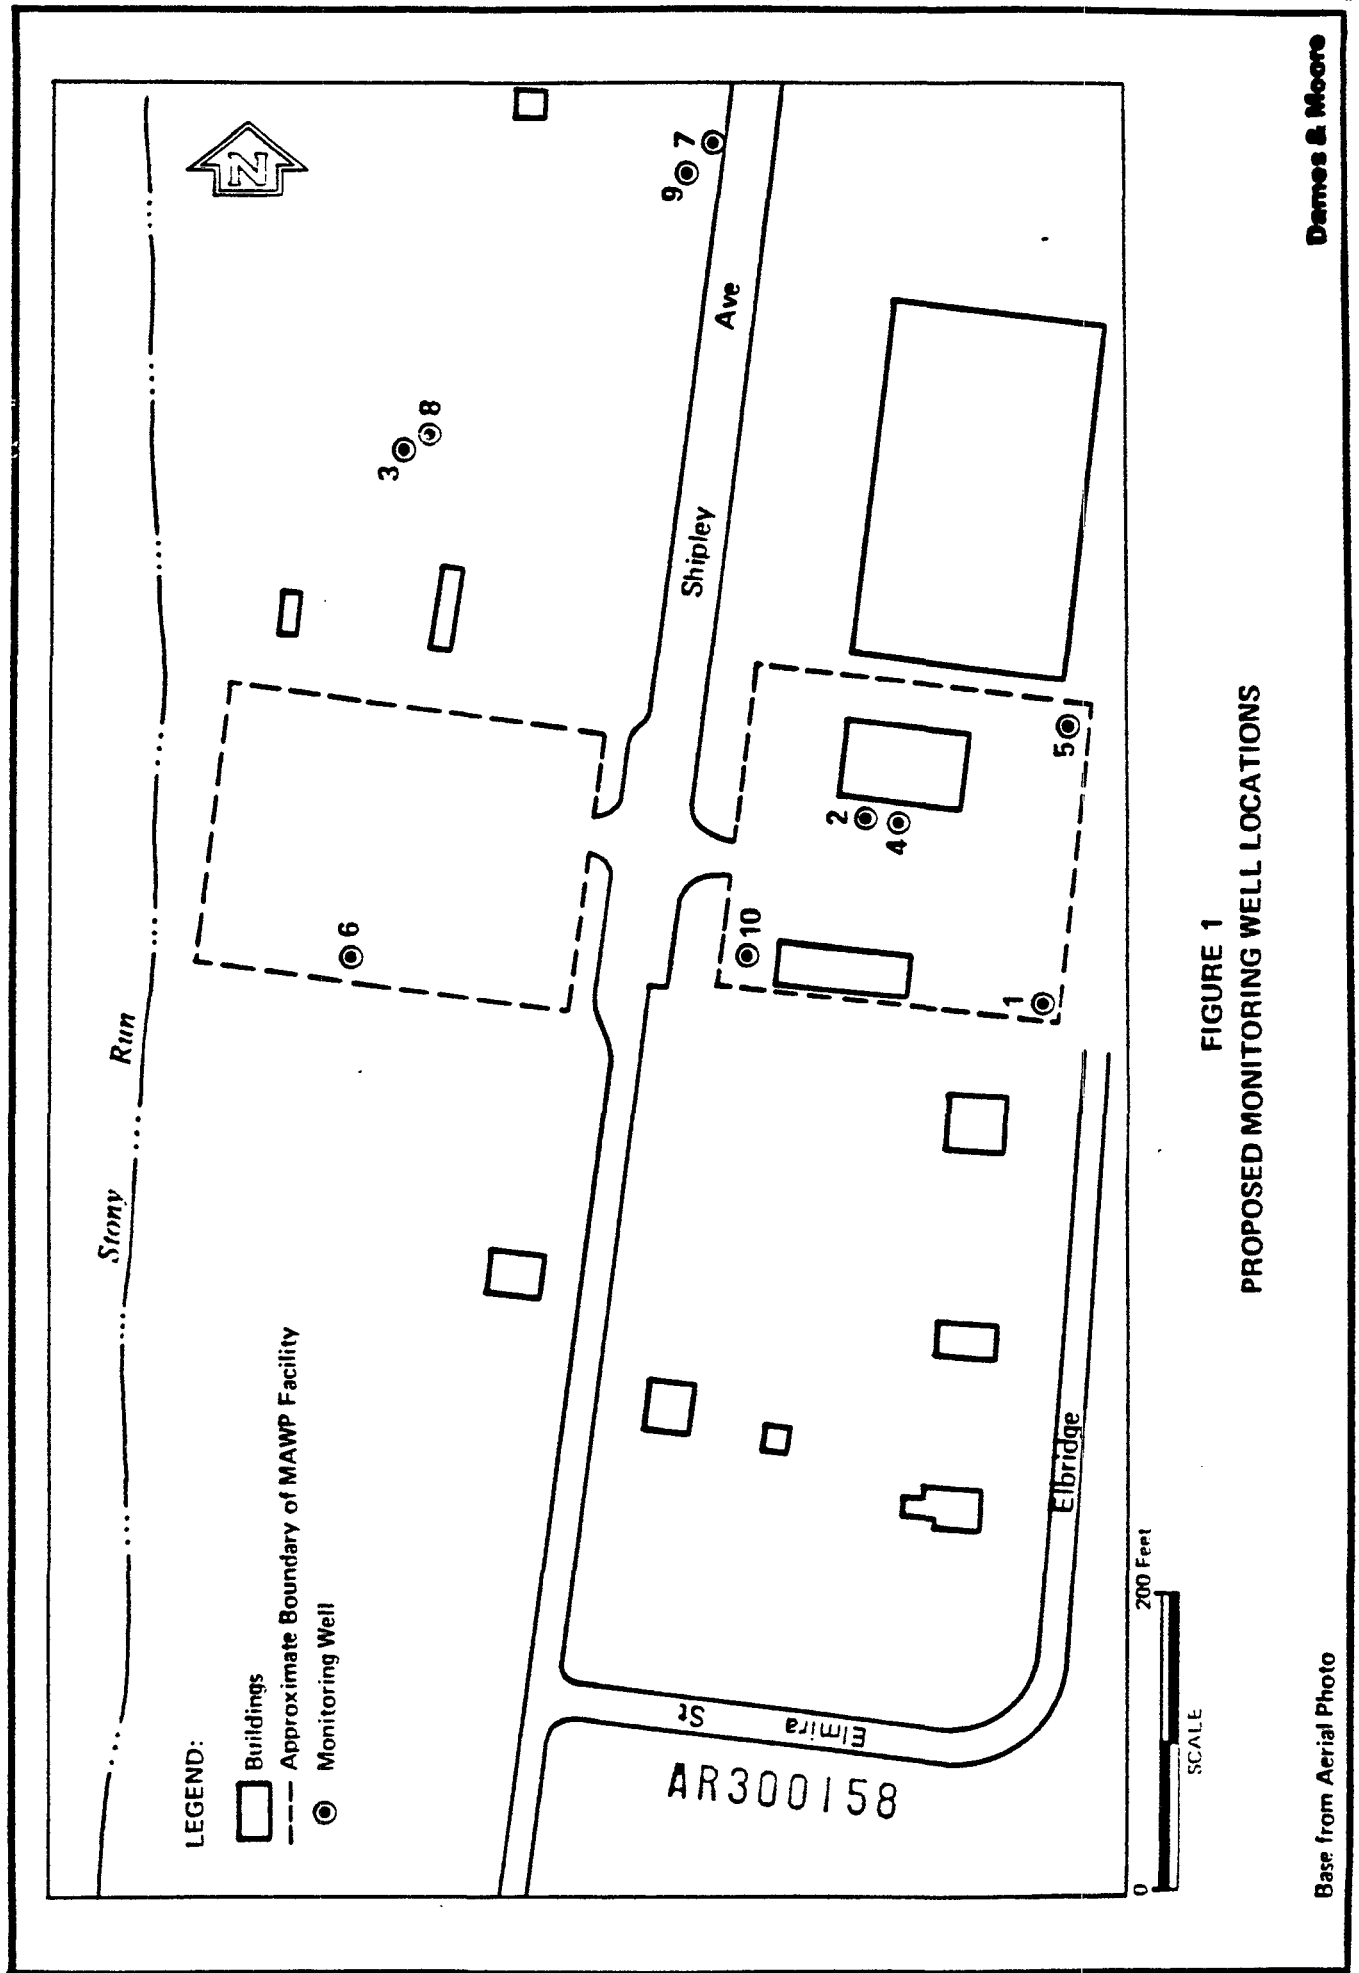 Stony Run
N
LEGEND:
Buildings
Approximate Boundary of MAWP Facility
Monitoring Well
6
3
8
9
7
Shipley Ave
10
2
4
1
5
Elmira St
Elbridge
AR300158
0
200 Feet
SCALE
FIGURE 1
PROPOSED MONITORING WELL LOCATIONS
Base from Aerial Photo
Dames & Moore